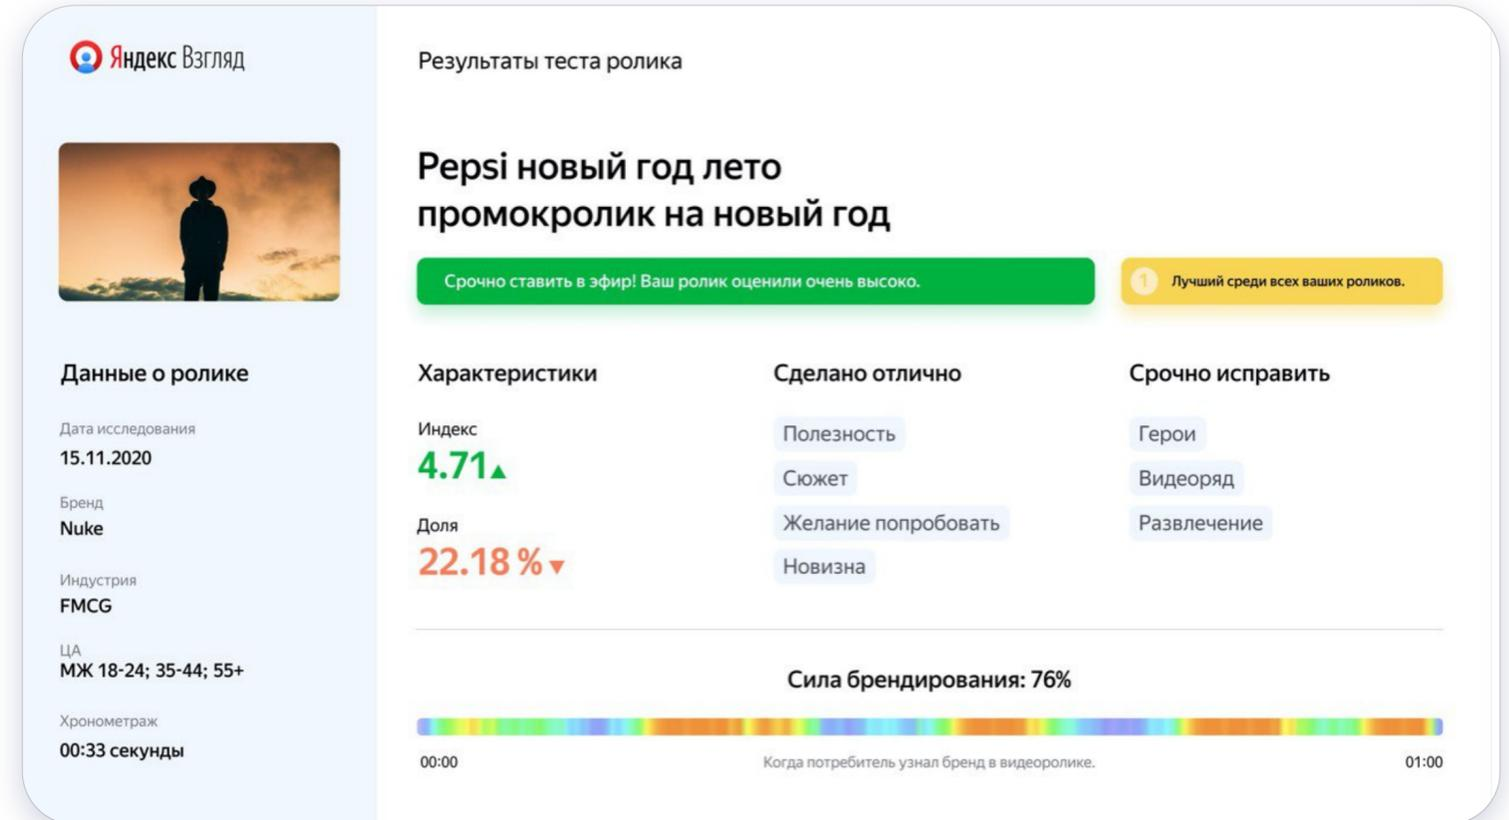 Яндекс Взгляд
Данные о ролике
Дата исследования
15.11.2020
Бренд
Nuke
Индустрия
FMCG
ЦА
МЖ 18-24; 35-44; 55+
Хронометраж
00:33 секунды
Результаты теста ролика
Pepsi новый год лето
промокролик на новый год
Срочно ставить в эфир! Ваш ролик оценили очень высоко.
1 Лучший среди всех ваших роликов.
Характеристики
Индекс
4.71▲
Доля
22.18 % ▼
Сделано отлично
Полезность
Сюжет
Желание попробовать
Новизна
Срочно исправить
Герои
Видеоряд
Развлечение
Сила брендирования: 76%
00:00
Когда потребитель узнал бренд в видеоролике.
01:00